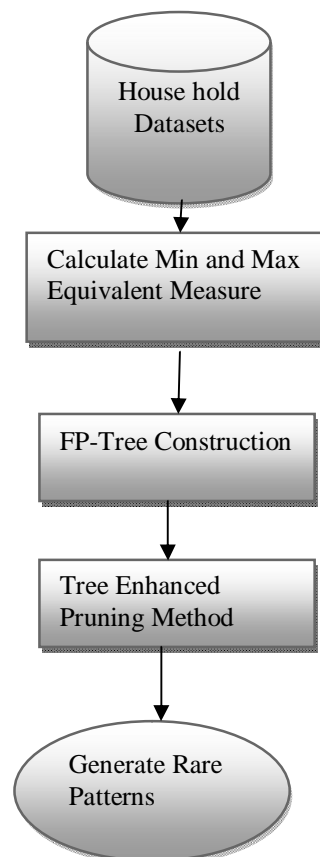 House hold
Datasets
Calculate Min and Max
Equivalent Measure
FP-Tree Construction
Tree Enhanced
Pruning Method
Generate Rare
Patterns